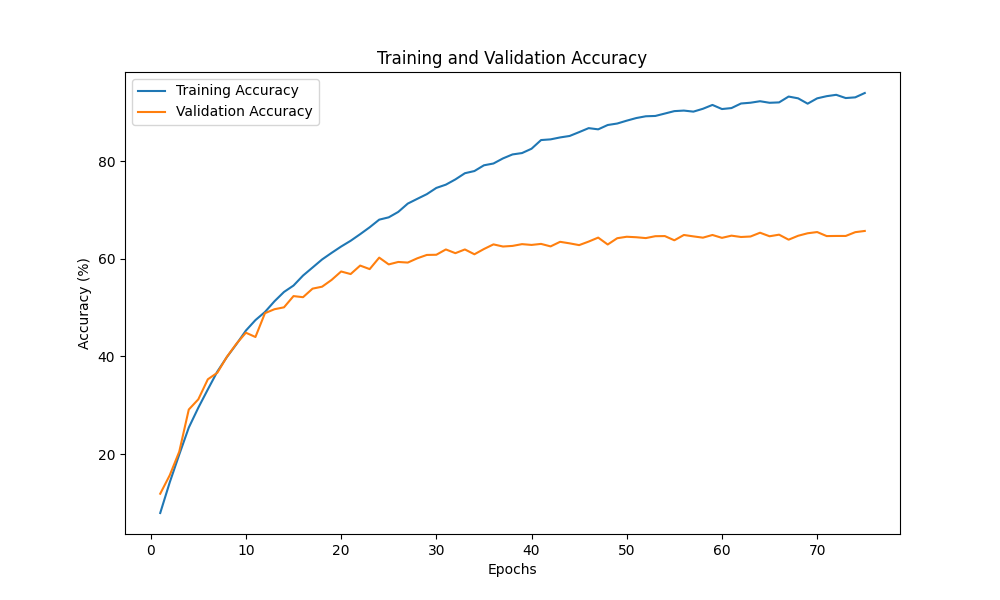 Training and Validation Accuracy
Training Accuracy
Validation Accuracy
Accuracy (%)
80
60
40
20
0 10 20 30 40 50 60 70
Epochs